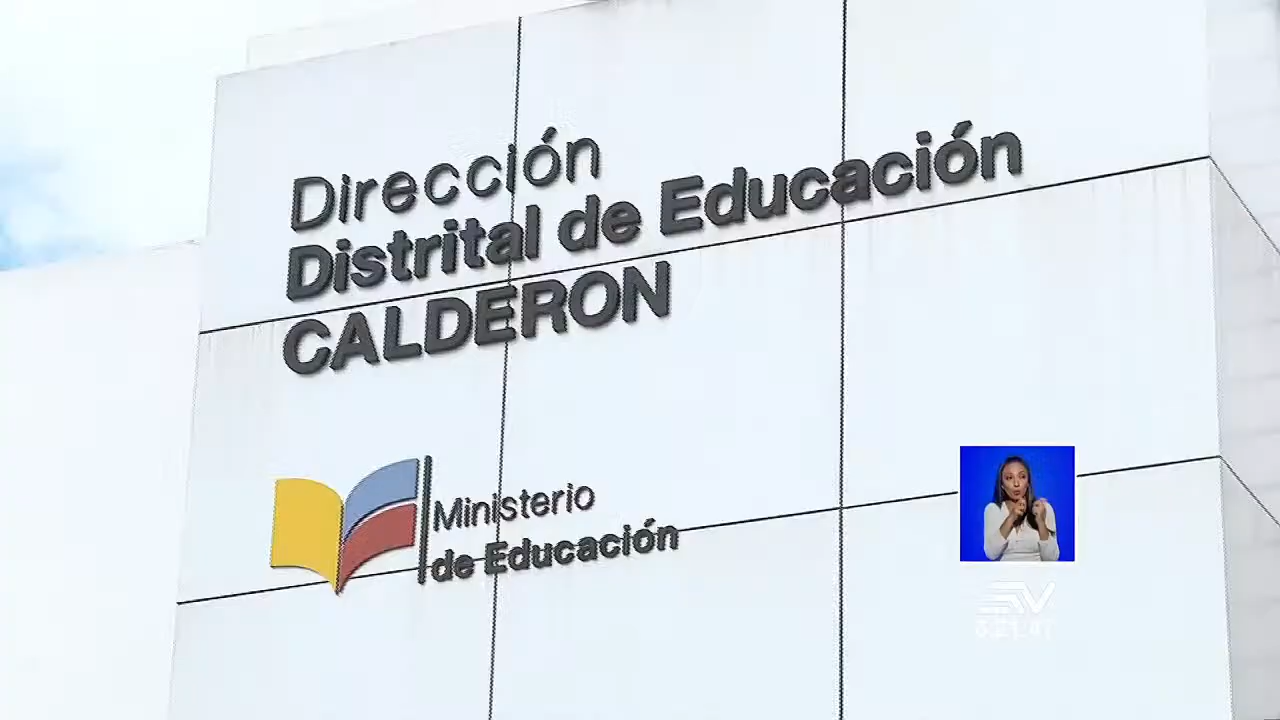 Dirección
Distrital de Educación
CALDERON
Ministerio
de Educación